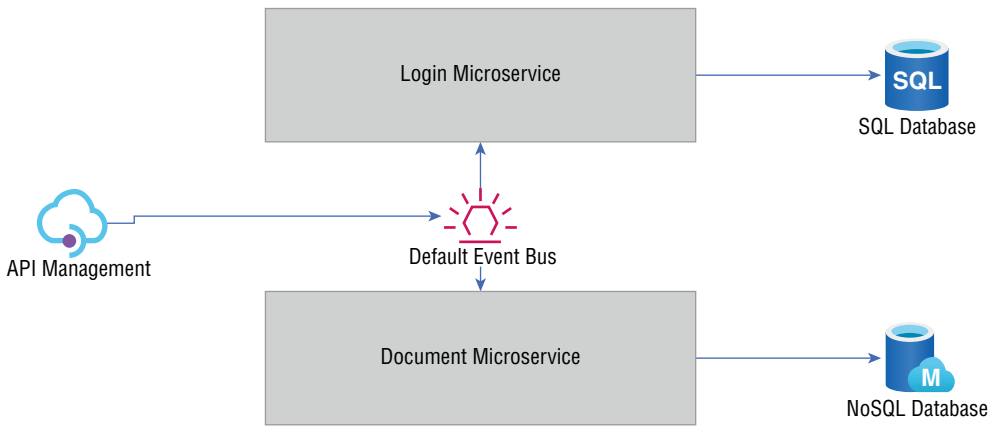 Login Microservice
SQL
SQL Database
API Management
Default Event Bus
Document Microservice
M
NoSQL Database